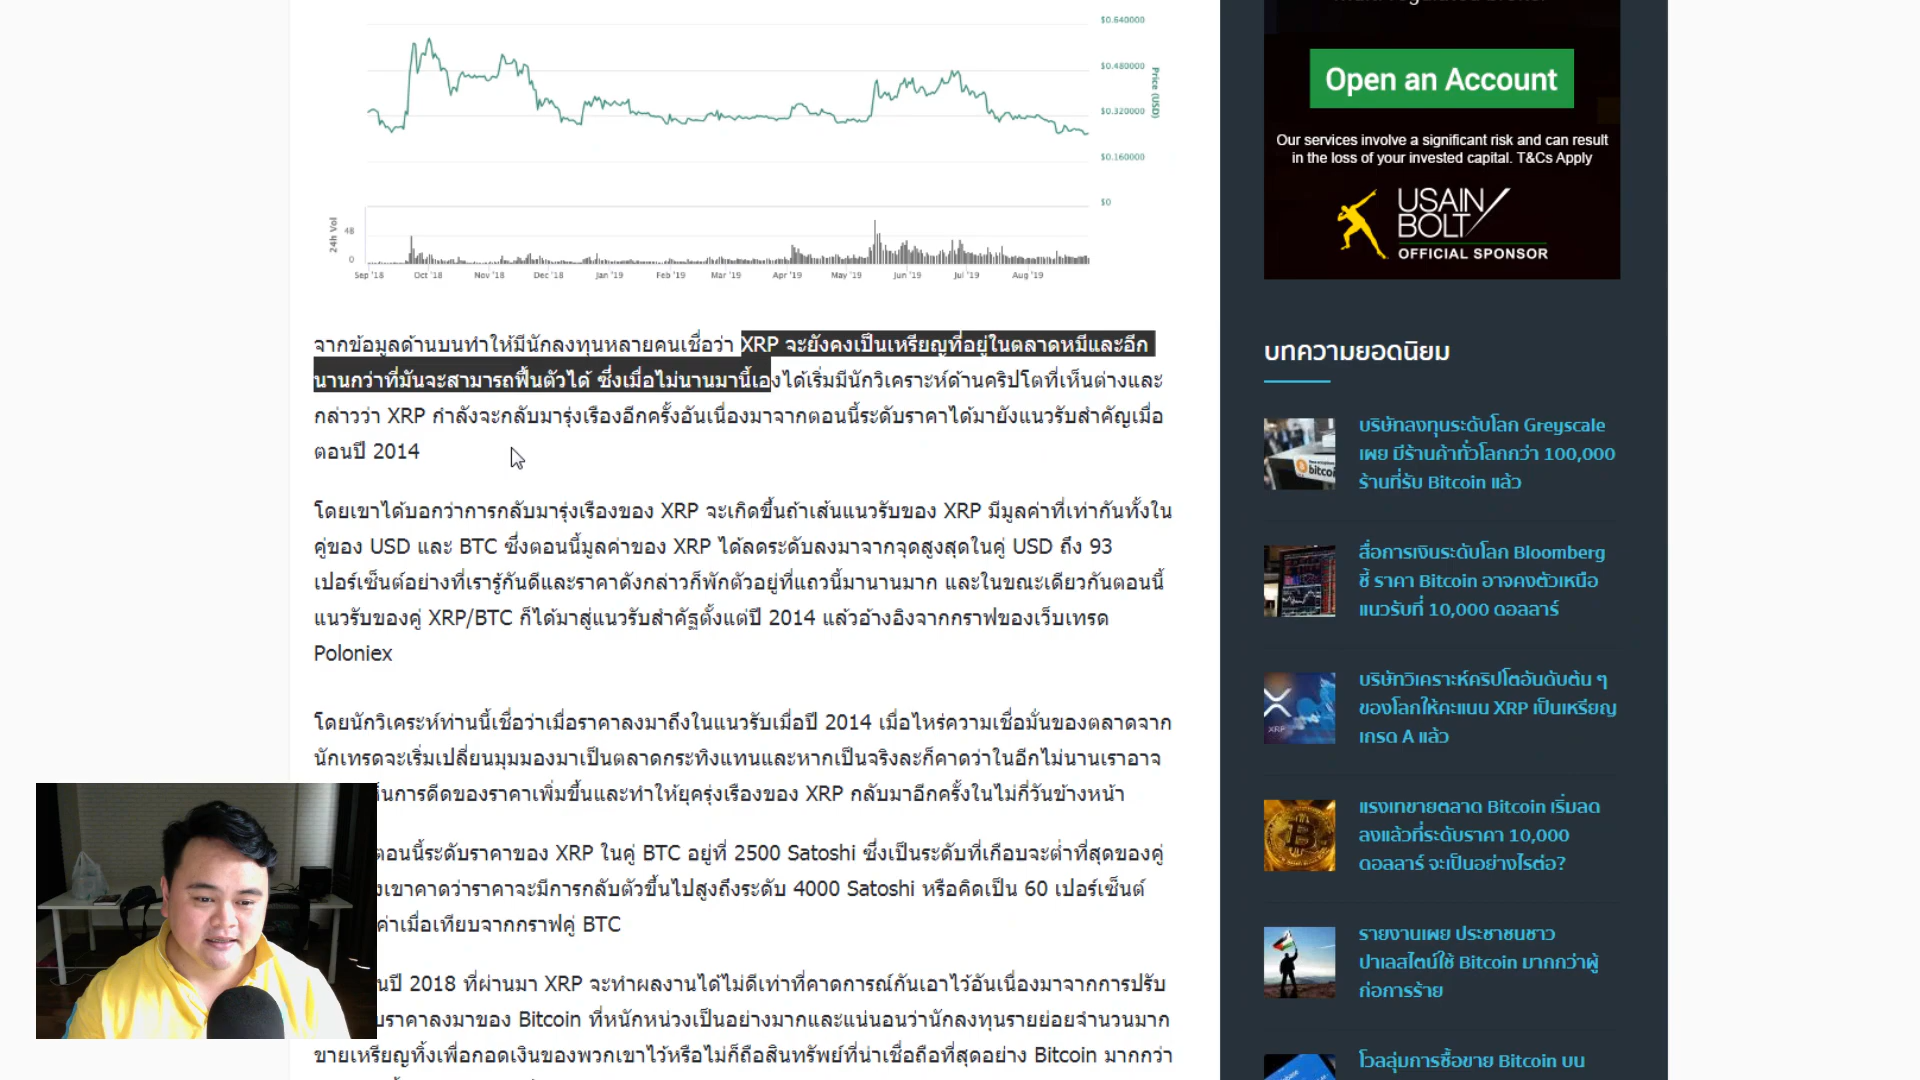 $0.640000
$0.480000
$0.320000
$0.160000
$0
Price (USD)
24h Vol
4B
0
Sep '18 Oct '18 Nov '18 Dec '18 Jan '19 Feb '19 Mar '19 Apr '19 May '19 Jun '19 Jul '19 Aug '19
จากข้อมูลด้านบนทำให้มีนักลงทุนหลายคนเชื่อว่า XRP จะยังคงเป็นเหรียญที่อยู่ในตลาดหมีและอีก
นานกว่าที่มันจะสามารถฟื้นตัวได้ ซึ่งเมื่อไม่นานมานี้เองได้เริ่มมีนักวิเคราะห์ด้านคริปโตที่เห็นต่างและ
กล่าวว่า XRP กำลังจะกลับมารุ่งเรืองอีกครั้งอันเนื่องมาจากตอนนี้ระดับราคาได้มายังแนวรับสำคัญเมื่อ
ตอนปี 2014
โดยเขาได้บอกว่าการกลับมารุ่งเรืองของ XRP จะเกิดขึ้นถ้าเส้นแนวรับของ XRP มีมูลค่าที่เท่ากันทั้งใน
คู่ของ USD และ BTC ซึ่งตอนนี้มูลค่าของ XRP ได้ลดระดับลงมาจากจุดสูงสุดในคู่ USD ถึง 93
เปอร์เซ็นต์อย่างที่เรารู้กันดีและราคาดังกล่าวก็พักตัวอยู่ที่แถวนี้มานานมาก และในขณะเดียวกันตอนนี้
แนวรับของคู่ XRP/BTC ก็ได้มาสู่แนวรับสำคัฐตั้งแต่ปี 2014 แล้วอ้างอิงจากกราฟของเว็บเทรด
Poloniex
โดยนักวิเคระห์ท่านนี้เชื่อว่าเมื่อราคาลงมาถึงในแนวรับเมื่อปี 2014 เมื่อไหร่ความเชื่อมั่นของตลาดจาก
นักเทรดจะเริ่มเปลี่ยนมุมมองมาเป็นตลาดกระทิงแทนและหากเป็นจริงละก็คาดว่าในอีกไม่นานเราอาจ
็นการดีดของราคาเพิ่มขึ้นและทำให้ยุครุ่งเรืองของ XRP กลับมาอีกครั้งในไม่กี่วันข้างหน้า
ตอนนี้ระดับราคาของ XRP ในคู่ BTC อยู่ที่ 2500 Satoshi ซึ่งเป็นระดับที่เกือบจะต่ำที่สุดของคู่
งเขาคาดว่าราคาจะมีการกลับตัวขึ้นไปสูงถึงระดับ 4000 Satoshi หรือคิดเป็น 60 เปอร์เซ็นต์
ค่าเมื่อเทียบจากกราฟคู่ BTC
นปี 2018 ที่ผ่านมา XRP จะทำผลงานได้ไม่ดีเท่าที่คาดการณ์กันเอาไว้อันเนื่องมาจากการปรับ
บราคาลงมาของ Bitcoin ที่หนักหน่วงเป็นอย่างมากและแน่นอนว่านักลงทุนรายย่อยจำนวนมาก
ขายเหรียญทิ้งเพื่อกอดเงินของพวกเขาไว้หรือไม่ก็ถือสินทรัพย์ที่น่าเชื่อถือที่สุดอย่าง Bitcoin มากกว่า
Open an Account
Our services involve a significant risk and can result
in the loss of your invested capital. T&Cs Apply
USAIN
BOLT
OFFICIAL SPONSOR
บทความยอดนิยม
บริษัทลงทุนระดับโลก Greyscale
เผย มีร้านค้าทั่วโลกกว่า 100,000
ร้านที่รับ Bitcoin แล้ว
สื่อการเงินระดับโลก Bloomberg
ชี้ ราคา Bitcoin อาจคงตัวเหนือ
แนวรับที่ 10,000 ดอลลาร์
บริษัทวิเคราะห์คริปโตอันดับต้น ๆ
ของโลกให้คะแนน XRP เป็นเหรียญ
เกรด A แล้ว
แรงเทขายตลาด Bitcoin เริ่มลด
ลงแล้วที่ระดับราคา 10,000
ดอลลาร์ จะเป็นอย่างไรต่อ?
รายงานเผย ประชาชนชาว
ปาเลสไตน์ใช้ Bitcoin มากกว่าผู้
ก่อการร้าย
โวลลุ่มการซื้อขาย Bitcoin บน